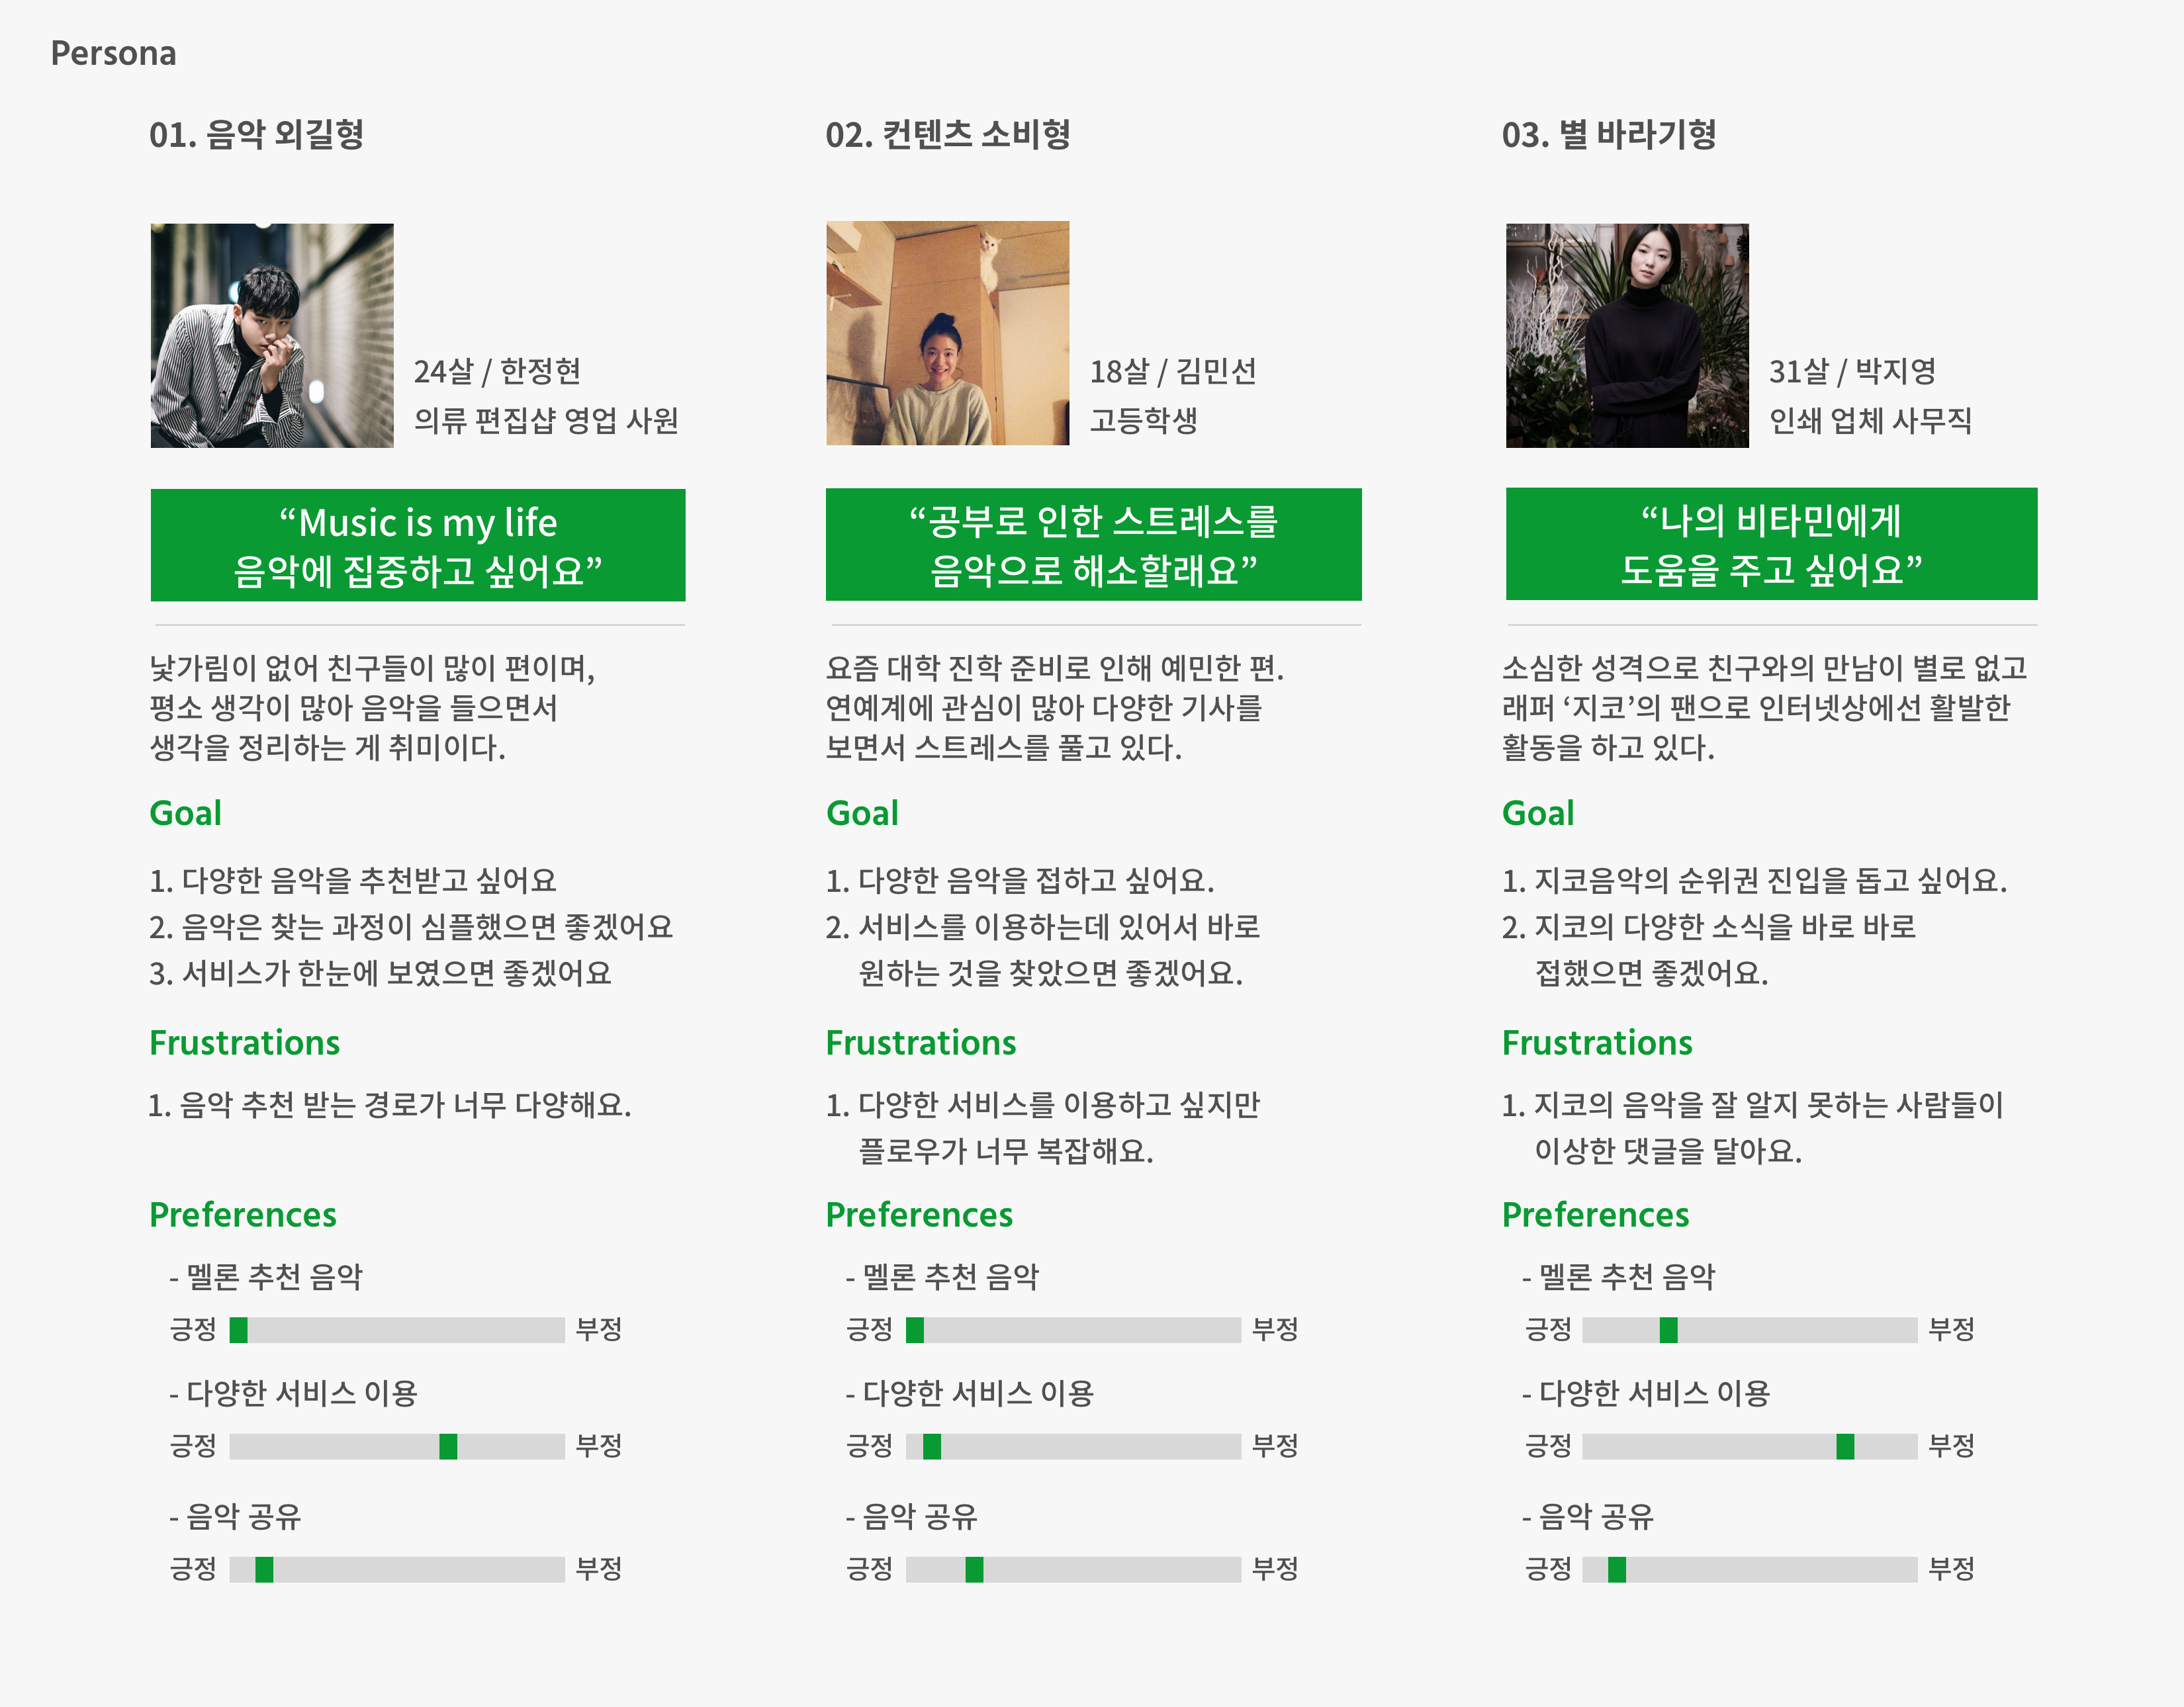 Persona
01. 음악 외길형
24살 / 한정현
의류 편집샵 영업 사원
“Music is my life
음악에 집중하고 싶어요”
낯가림이 없어 친구들이 많이 편이며,
평소 생각이 많아 음악을 들으면서
생각을 정리하는 게 취미이다.
Goal
1. 다양한 음악을 추천받고 싶어요
2. 음악은 찾는 과정이 심플했으면 좋겠어요
3. 서비스가 한눈에 보였으면 좋겠어요
Frustrations
1. 음악 추천 받는 경로가 너무 다양해요.
Preferences
- 멜론 추천 음악
긍정 부정
- 다양한 서비스 이용
긍정 부정
- 음악 공유
긍정 부정
02. 컨텐츠 소비형
18살 / 김민선
고등학생
“공부로 인한 스트레스를
음악으로 해소할래요”
요즘 대학 진학 준비로 인해 예민한 편.
연예계에 관심이 많아 다양한 기사를
보면서 스트레스를 풀고 있다.
Goal
1. 다양한 음악을 접하고 싶어요.
2. 서비스를 이용하는데 있어서 바로
원하는 것을 찾았으면 좋겠어요.
Frustrations
1. 다양한 서비스를 이용하고 싶지만
플로우가 너무 복잡해요.
Preferences
- 멜론 추천 음악
긍정 부정
- 다양한 서비스 이용
긍정 부정
- 음악 공유
긍정 부정
03. 별 바라기형
31살 / 박지영
인쇄 업체 사무직
“나의 비타민에게
도움을 주고 싶어요”
소심한 성격으로 친구와의 만남이 별로 없고
래퍼 ‘지코’의 팬으로 인터넷상에선 활발한
활동을 하고 있다.
Goal
1. 지코음악의 순위권 진입을 돕고 싶어요.
2. 지코의 다양한 소식을 바로 바로
접했으면 좋겠어요.
Frustrations
1. 지코의 음악을 잘 알지 못하는 사람들이
이상한 댓글을 달아요.
Preferences
- 멜론 추천 음악
긍정 부정
- 다양한 서비스 이용
긍정 부정
- 음악 공유
긍정 부정